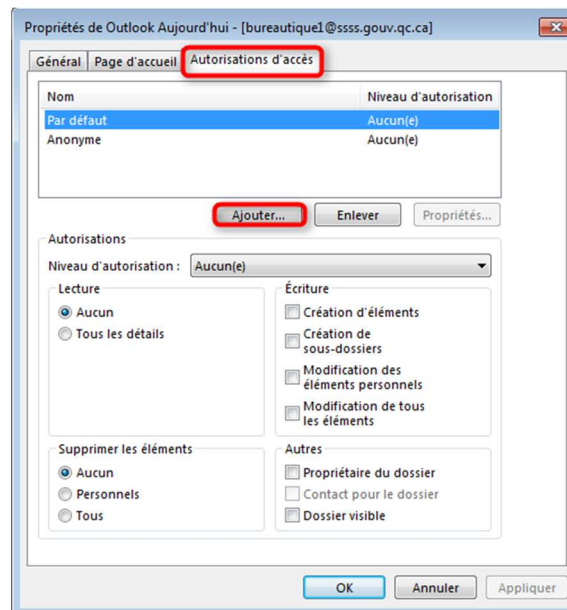 Propriétés de Outlook Aujourd'hui - [bureautique1@ssss.gouv.qc.ca]
Général Page d'accueil Autorisations d'accès
Nom Niveau d'autorisation
Par défaut Aucun(e)
Anonyme Aucun(e)
Ajouter... Enlever Propriétés...
Autorisations
Niveau d'autorisation : Aucun(e)
Lecture
Aucun
Tous les détails
Écriture
Création d'éléments
Création de
sous-dossiers
Modification des
éléments personnels
Modification de tous
les éléments
Supprimer les éléments
Aucun
Personnels
Tous
Autres
Propriétaire du dossier
Contact pour le dossier
Dossier visible
OK Annuler Appliquer